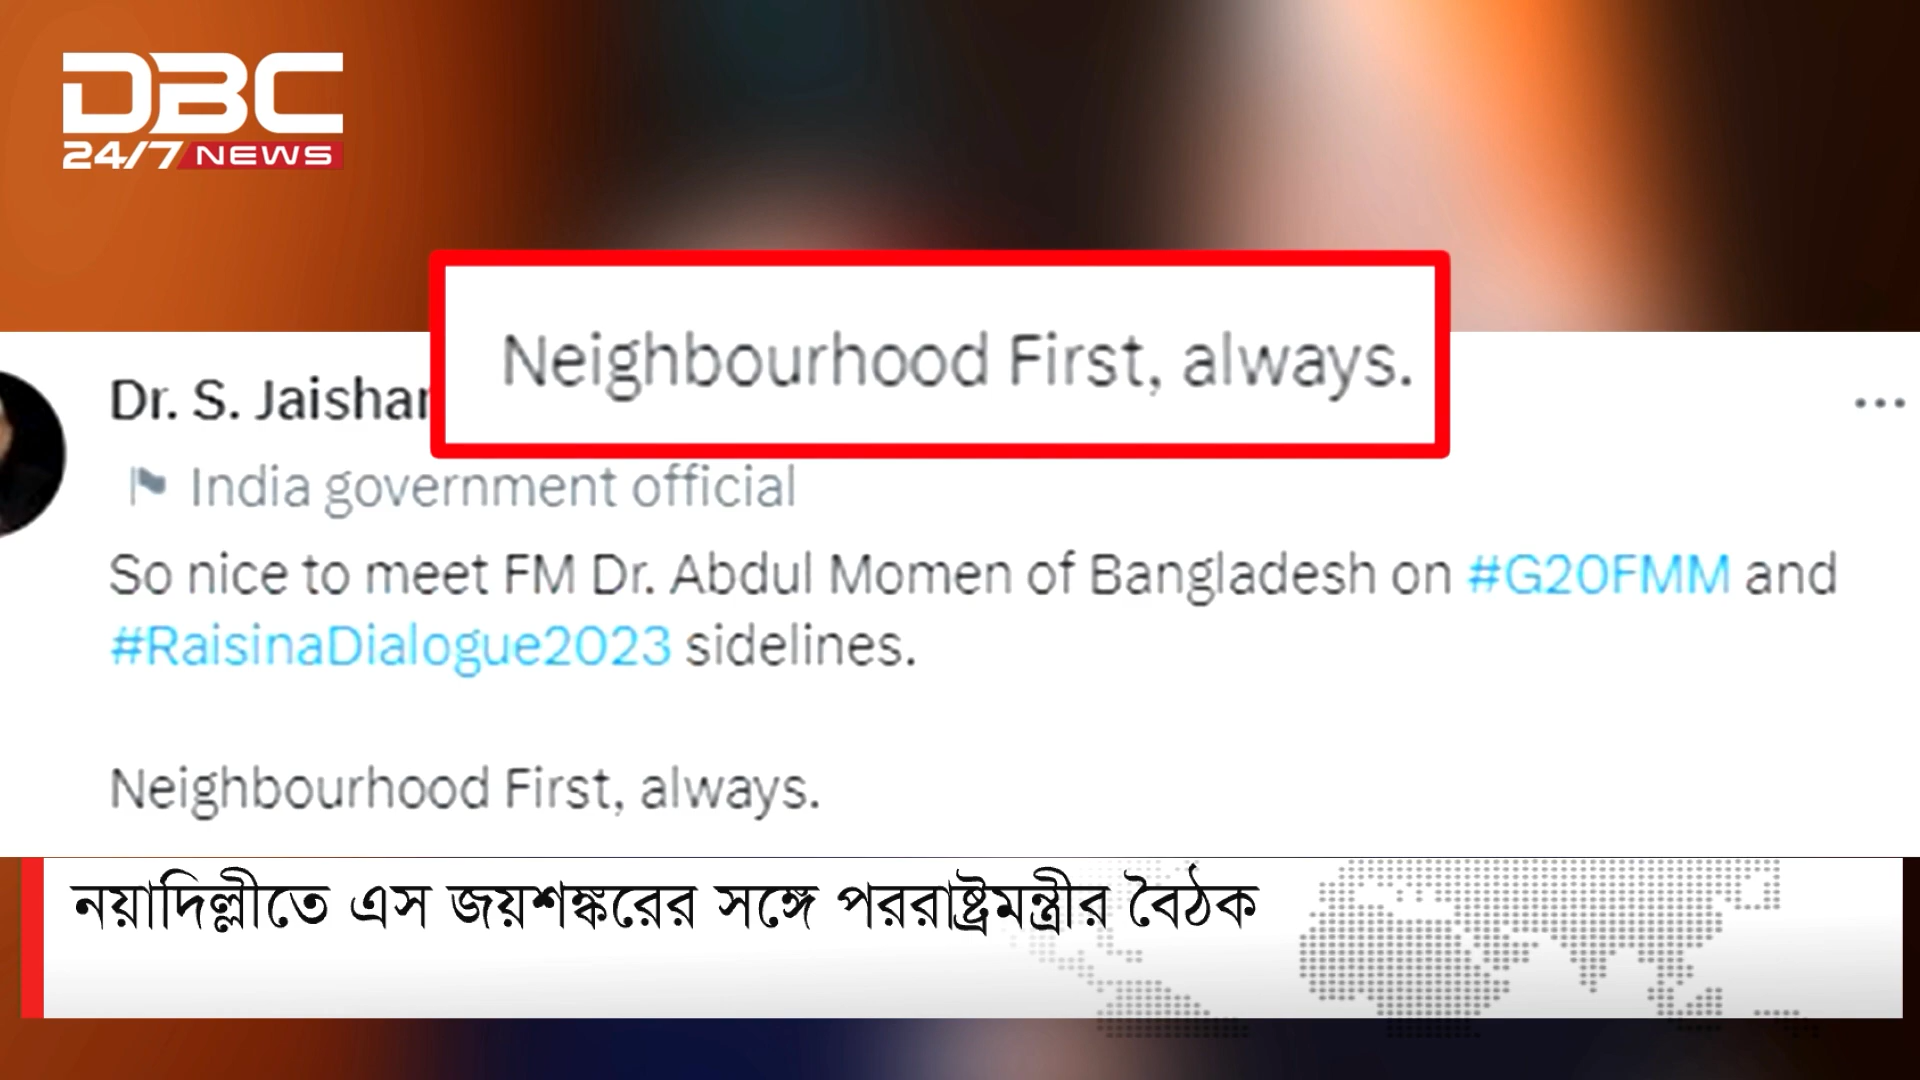 DBC
24/7 NEWS
Neighbourhood First, always.
Dr. S. Jaishan
India government official
So nice to meet FM Dr. Abdul Momen of Bangladesh on #G20FMM and
#RaisinaDialogue2023 sidelines.
Neighbourhood First, always.
নয়াদিল্লীতে এস জয়শঙ্করের সঙ্গে পররাষ্ট্রমন্ত্রীর বৈঠক